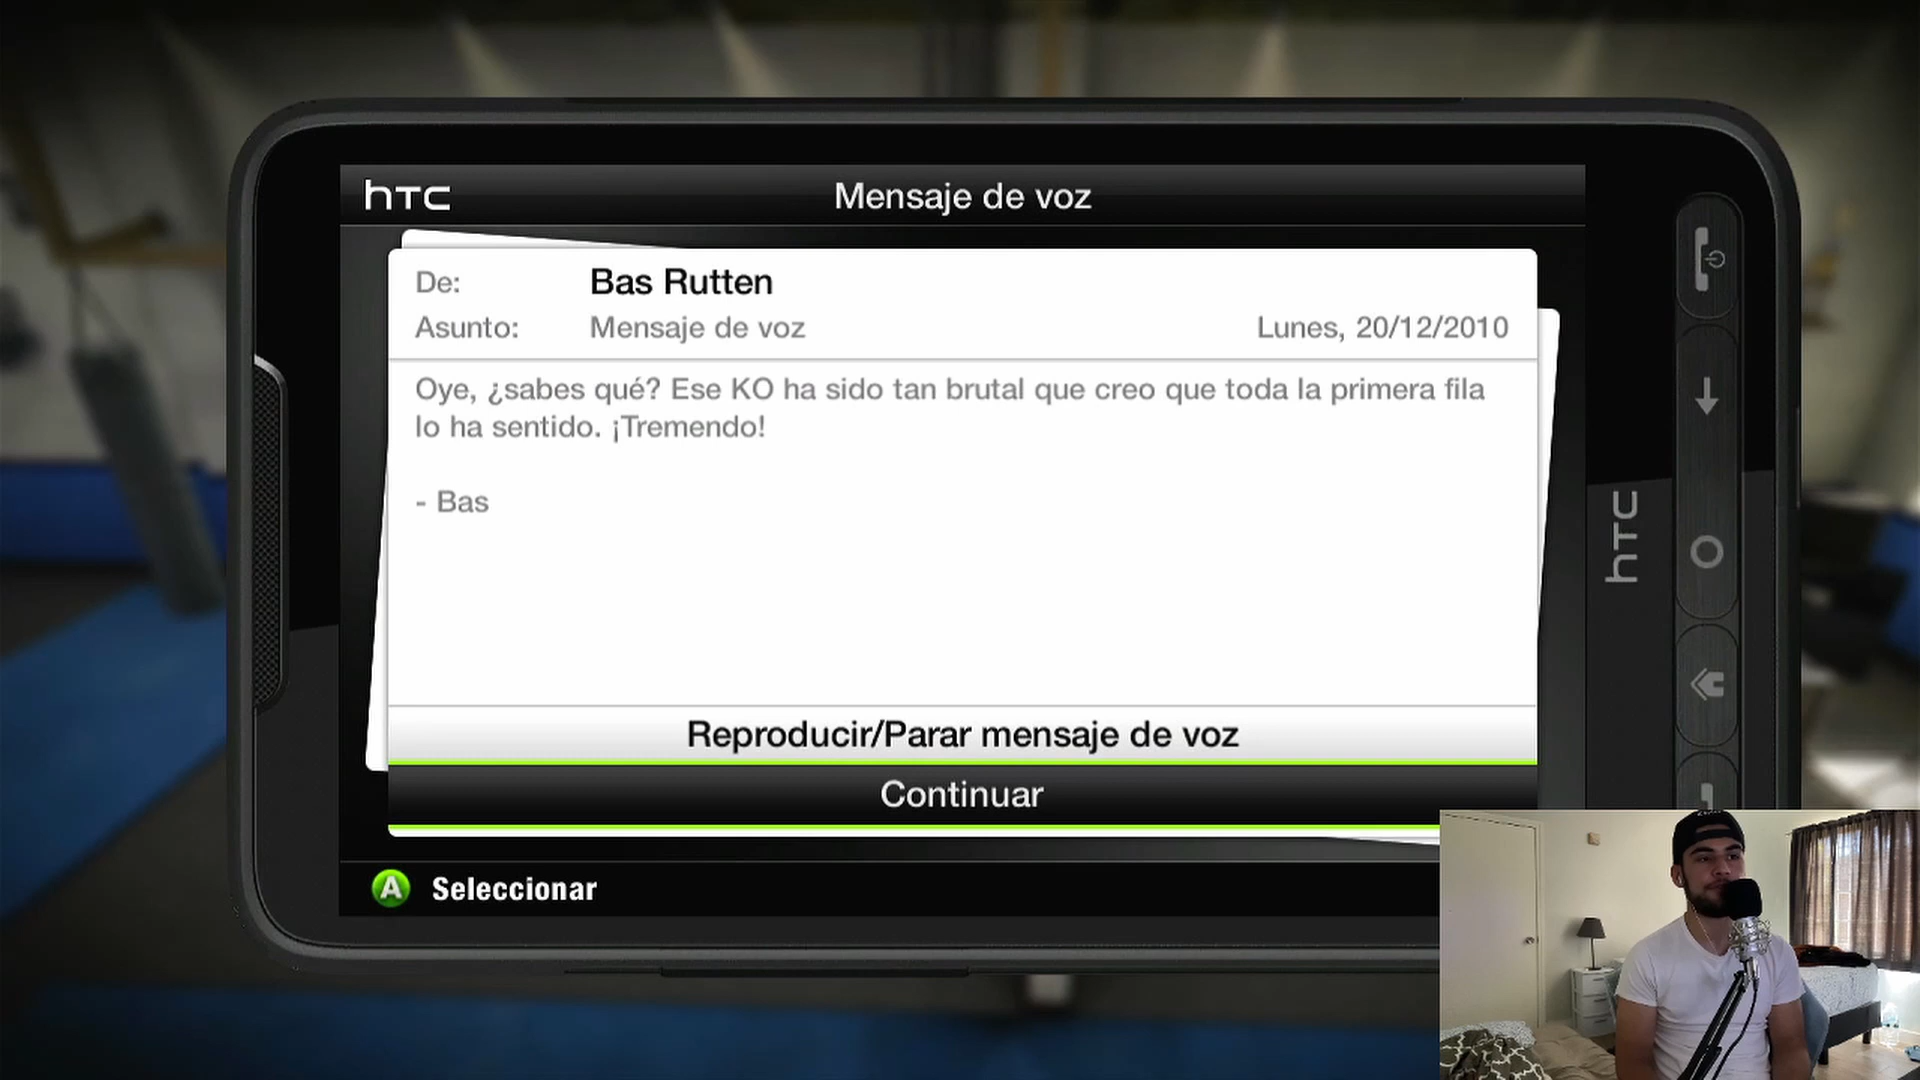 hTC
Mensaje de voz
De: Bas Rutten
Asunto: Mensaje de voz Lunes, 20/12/2010
Oye, ¿sabes qué? Ese KO ha sido tan brutal que creo que toda la primera fila
lo ha sentido. ¡Tremendo!
- Bas
hTC
Reproducir/Parar mensaje de voz
Continuar
A Seleccionar